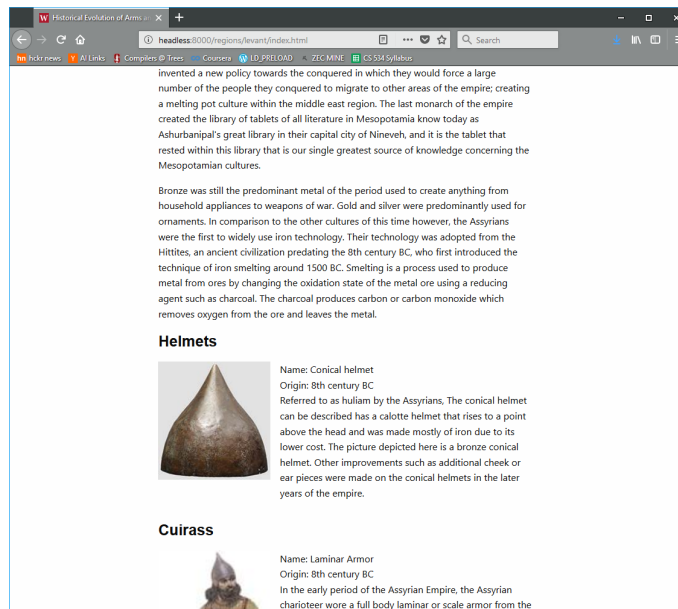 Historical Evolution of Arms a
headless:8000/regions/levant/index.html
Search
hn hckr news Y AI Links Compilers @ Trees Coursera LD_PRELOAD ZEC MINE CS 534 Syllabus
invented a new policy towards the conquered in which they would force a large
number of the people they conquered to migrate to other areas of the empire; creating
a melting pot culture within the middle east region. The last monarch of the empire
created the library of tablets of all literature in Mesopotamia know today as
Ashurbanipal's great library in their capital city of Nineveh, and it is the tablet that
rested within this library that is our single greatest source of knowledge concerning the
Mesopotamian cultures.
Bronze was still the predominant metal of the period used to create anything from
household appliances to weapons of war. Gold and silver were predominantly used for
ornaments. In comparison to the other cultures of this time however, the Assyrians
were the first to widely use iron technology. Their technology was adopted from the
Hittites, an ancient civilization predating the 8th century BC, who first introduced the
technique of iron smelting around 1500 BC. Smelting is a process used to produce
metal from ores by changing the oxidation state of the metal ore using a reducing
agent such as charcoal. The charcoal produces carbon or carbon monoxide which
removes oxygen from the ore and leaves the metal.
Helmets
Name: Conical helmet
Origin: 8th century BC
Referred to as huliam by the Assyrians, The conical helmet
can be described has a calotte helmet that rises to a point
above the head and was made mostly of iron due to its
lower cost. The picture depicted here is a bronze conical
helmet. Other improvements such as additional cheek or
ear pieces were made on the conical helmets in the later
years of the empire.
Cuirass
Name: Laminar Armor
Origin: 8th century BC
In the early period of the Assyrian Empire, the Assyrian
charioteer wore a full body laminar or scale armor from the